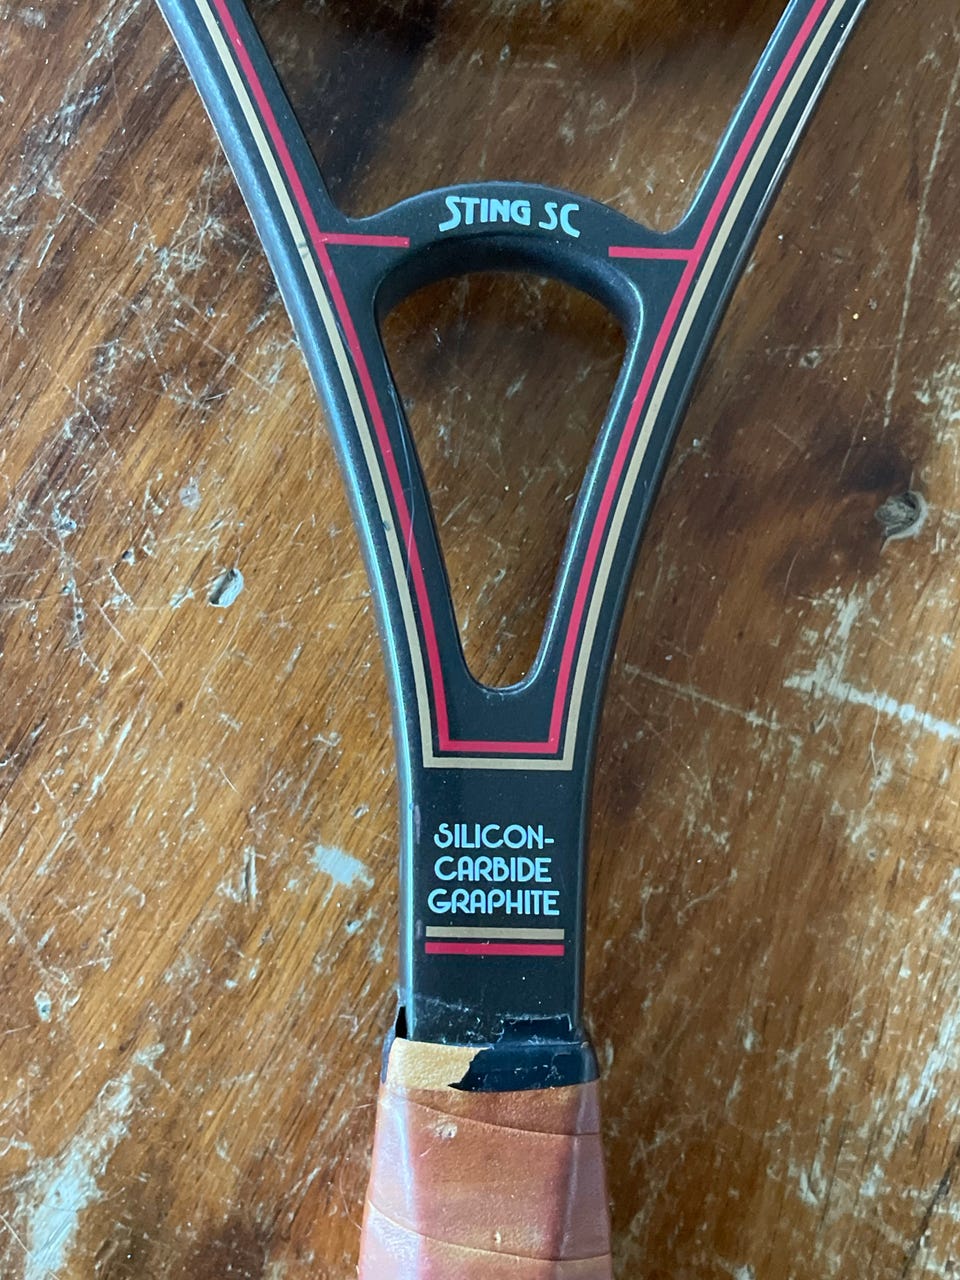 STING SC
SILICON-
CARBIDE
GRAPHITE